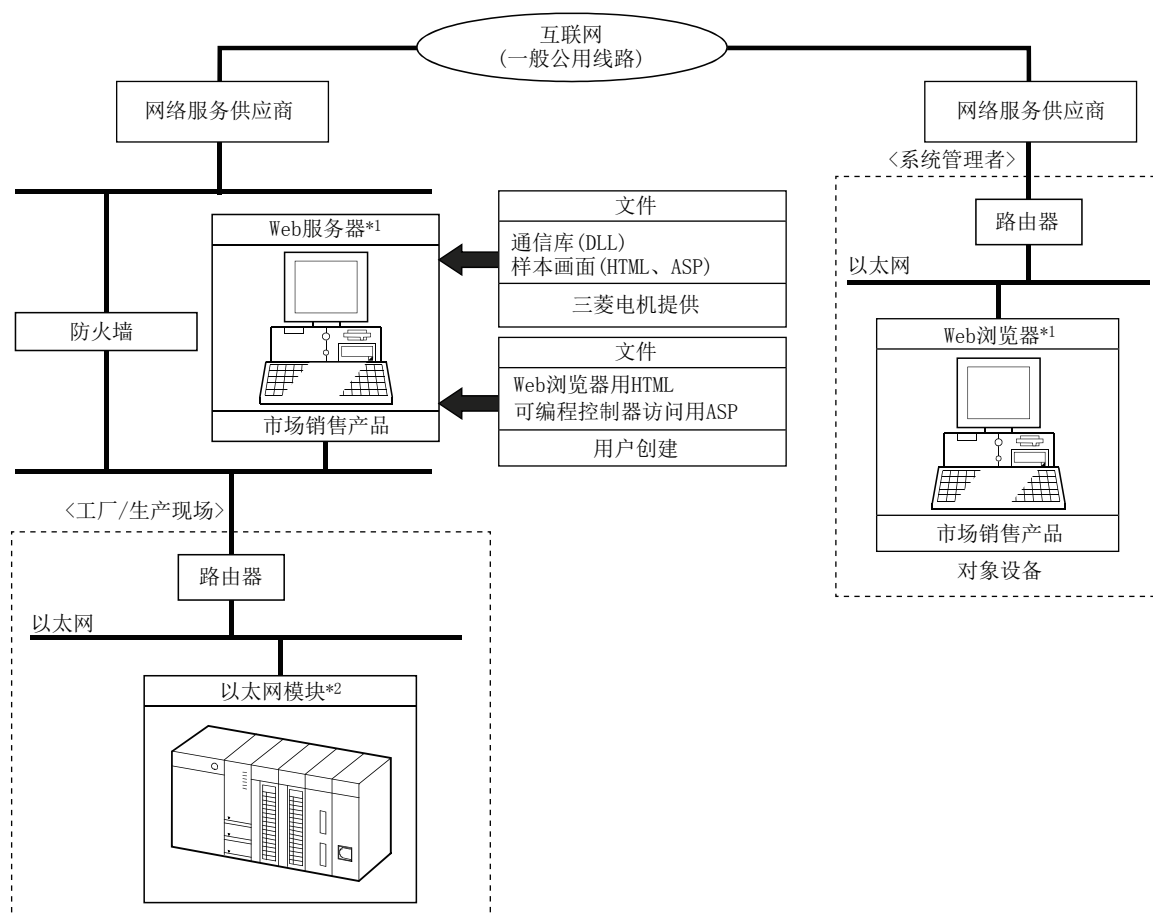 互联网
(一般公用线路)
网络服务供应商
网络服务供应商
<系统管理者>
路由器
以太网
Web浏览器*1
市场销售产品
对象设备
Web服务器*1
市场销售产品
防火墙
文件
通信库(DLL)
样本画面(HTML、ASP)
三菱电机提供
文件
Web浏览器用HTML
可编程控制器访问用ASP
用户创建
<工厂/生产现场>
路由器
以太网
以太网模块*2